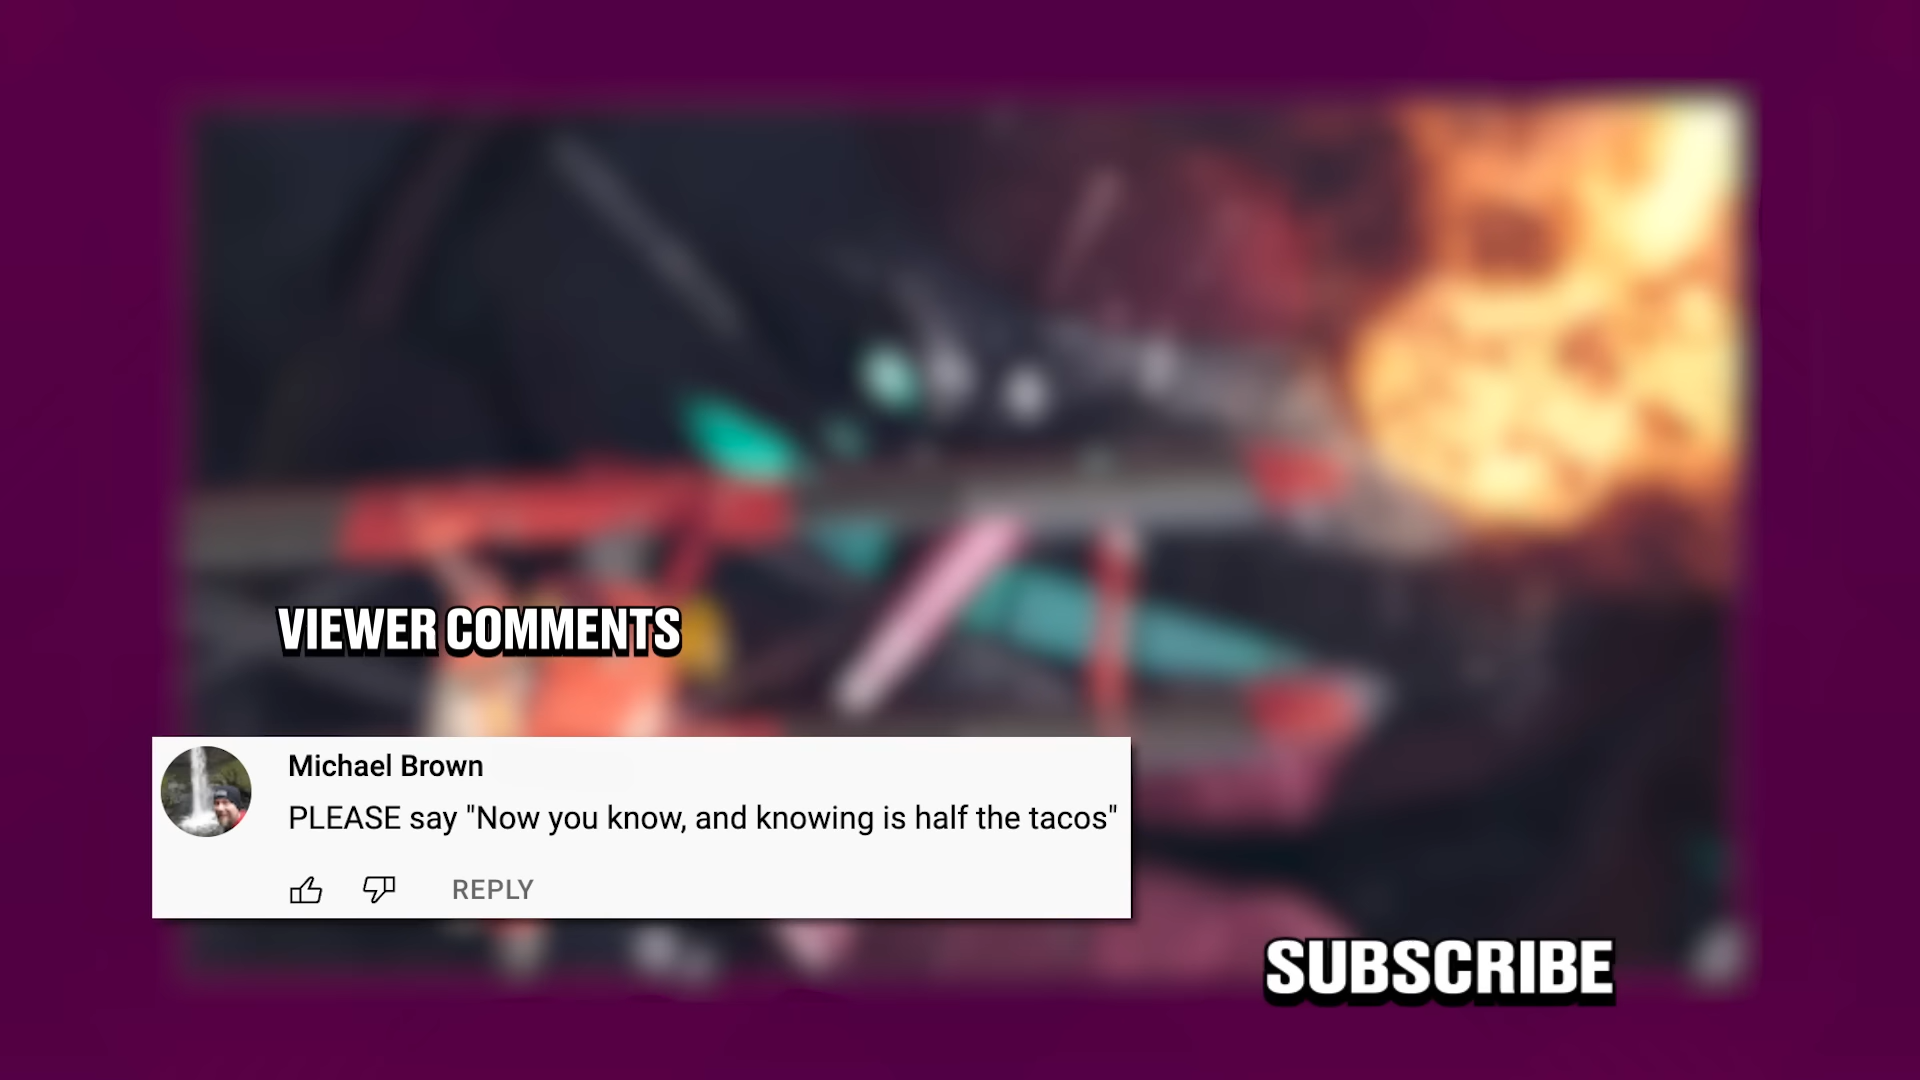 VIEWER COMMENTS
Michael Brown
PLEASE say "Now you know, and knowing is half the tacos"
REPLY
SUBSCRIBE